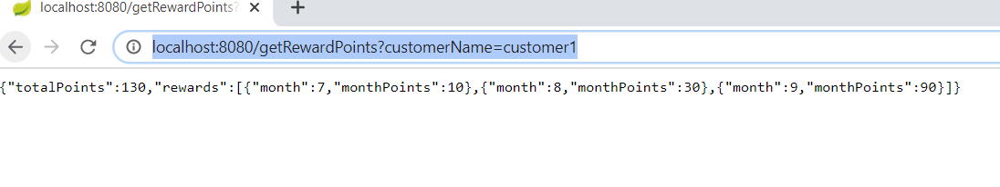 localhost:8080/getRewardPoints?
localhost:8080/getRewardPoints?customerName=customer1
{"totalPoints":130,"rewards":[{"month":7,"monthPoints":10},{"month":8,"monthPoints":30},{"month":9,"monthPoints":90}]}